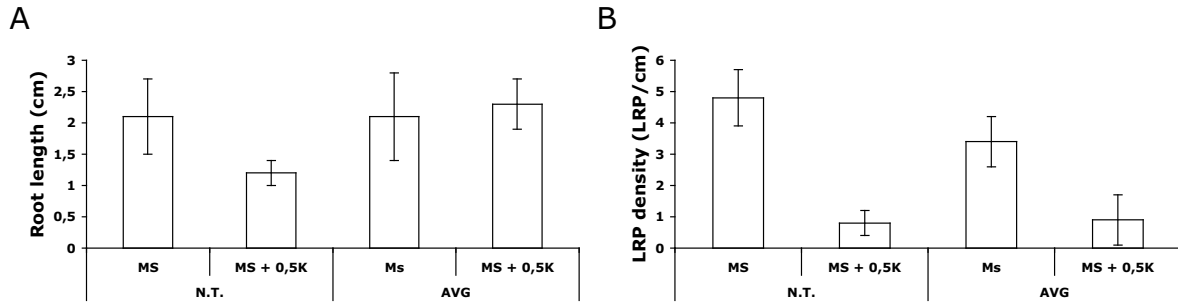 A
Root length (cm)
3
2,5
2
1,5
1
0,5
0
MS
MS + 0,5K
Ms
MS + 0,5K
N.T.
AVG
B
LRP density (LRP/cm)
6
5
4
3
2
1
0
MS
MS + 0,5K
Ms
MS + 0,5K
N.T.
AVG